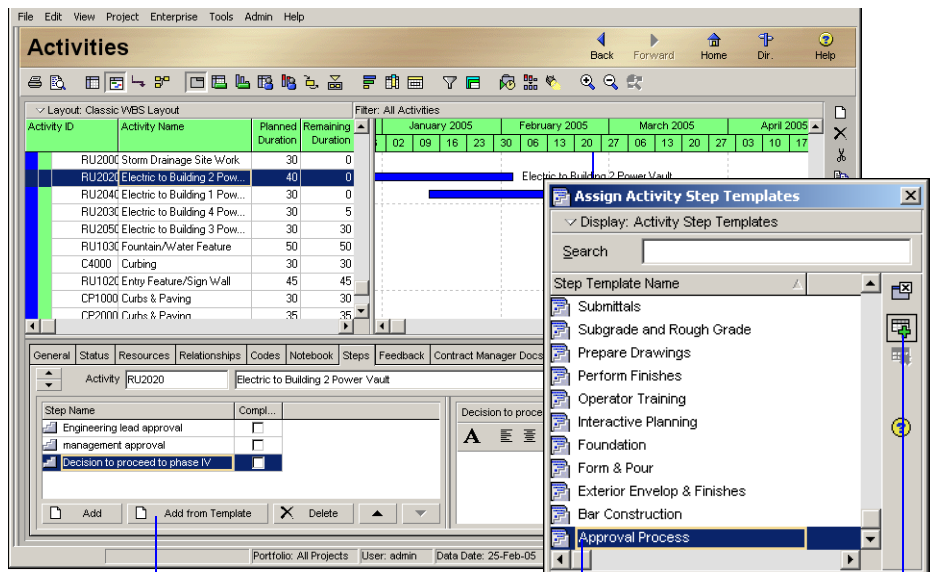 File Edit View Project Enterprise Tools Admin Help
Activities
Back Forward Home Dir. Help
Layout: Classic WBS Layout
Filter: All Activities
Activity ID Activity Name Planned Duration Remaining Duration
January 2005 February 2005 March 2005 April 2005
02 09 16 23 30 06 13 20 27 06 13 20 27 03 10 17
RU2000 Storm Drainage Site Work 30 0
RU2020 Electric to Building 2 Pow... 40 0
Electric to Building 2 Power Vault
RU2040 Electric to Building 1 Pow... 30 0
RU2030 Electric to Building 4 Pow... 30 5
RU2050 Electric to Building 3 Pow... 30 30
RU1030 Fountain/Water Feature 50 50
C4000 Curbing 30 30
RU1020 Entry Feature/Sign Wall 45 45
CP1000 Curbs & Paving 30 30
CP2000 Curbs & Paving 35 35
General Status Resources Relationships Codes Notebook Steps Feedback Contract Manager Docs
Activity RU2020 Electric to Building 2 Power Vault
Step Name Compl...
Engineering lead approval
management approval
Decision to proceed to phase IV
Decision to proce
A
Add Add from Template Delete
Portfolio: All Projects User: admin Data Date: 25-Feb-05
Assign Activity Step Templates
Display: Activity Step Templates
Search
Step Template Name
Submittals
Subgrade and Rough Grade
Prepare Drawings
Perform Finishes
Operator Training
Interactive Planning
Foundation
Form & Pour
Exterior Envelop & Finishes
Bar Construction
Approval Process